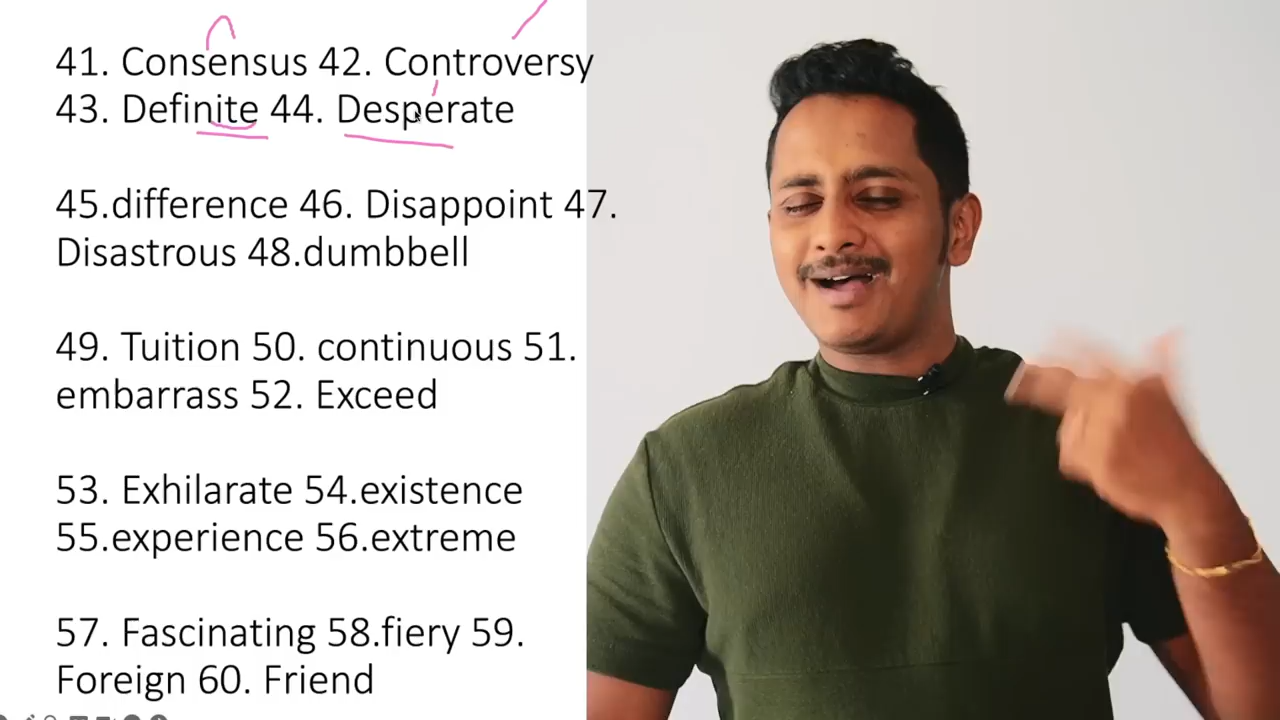 41. Consensus 42. Controversy
43. Definite 44. Desperate
45.difference 46. Disappoint 47.
Disastrous 48.dumbbell
49. Tuition 50. continuous 51.
embarrass 52. Exceed
53. Exhilarate 54.existence
55.experience 56.extreme
57. Fascinating 58.fiery 59.
Foreign 60. Friend